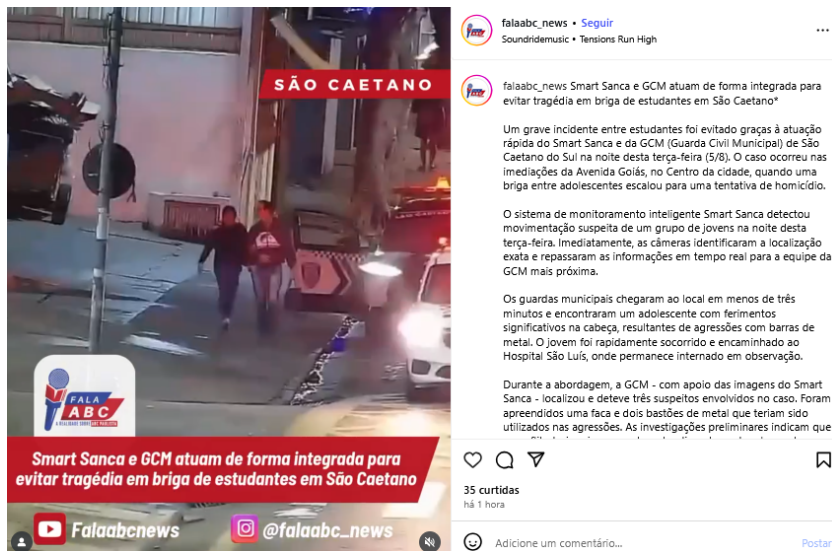 SÃO CAETANO
FALA
ABC
A REALIDADE SOBRE ABC PAULISTA
Smart Sanca e GCM atuam de forma integrada para
evitar tragédia em briga de estudantes em São Caetano
Falaabcnews
@falaabc_news
falaabc_news • Seguir
Soundridemusic • Tensions Run High
falaabc_news Smart Sanca e GCM atuam de forma integrada para
evitar tragédia em briga de estudantes em São Caetano*
Um grave incidente entre estudantes foi evitado graças à atuação
rápida do Smart Sanca e da GCM (Guarda Civil Municipal) de São
Caetano do Sul na noite desta terça-feira (5/8). O caso ocorreu nas
imediações da Avenida Goiás, no Centro da cidade, quando uma
briga entre adolescentes escalou para uma tentativa de homicídio.
O sistema de monitoramento inteligente Smart Sanca detectou
movimentação suspeita de um grupo de jovens na noite desta
terça-feira. Imediatamente, as câmeras identificaram a localização
exata e repassaram as informações em tempo real para a equipe da
GCM mais próxima.
Os guardas municipais chegaram ao local em menos de três
minutos e encontraram um adolescente com ferimentos
significativos na cabeça, resultantes de agressões com barras de
metal. O jovem foi rapidamente socorrido e encaminhado ao
Hospital São Luís, onde permanece internado em observação.
Durante a abordagem, a GCM - com apoio das imagens do Smart
Sanca - localizou e deteve três suspeitos envolvidos no caso. Foram
apreendidos uma faca e dois bastões de metal que teriam sido
utilizados nas agressões. As investigações preliminares indicam que
35 curtidas
há 1 hora
Adicione um comentário...
Postar